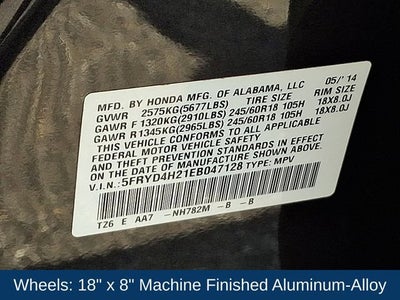 MFD. BY HONDA MFG. OF ALABAMA, LLC 05/'14
GVWR 2575KG(5677LBS) TIRE SIZE RIM SIZE
GAWR F 1320KG(2910LBS) 245/60R18 105H 18X8.0J
GAWR R1345KG(2965LBS) 245/60R18 105H 18X8.0J
THIS VEHICLE CONFORMS TO ALL APPLICABLE
FEDERAL MOTOR VEHICLE SAFETY, BUMPER,
AND THEFT PREVENTION STANDARDS IN EFFECT ON
THE DATE OF MANUFACTURE SHOWN ABOVE.
V.I.N.: 5FRYD4H21EB047128 TYPE: MPV
T26 E AA7 -NH782M -B -B
Wheels: 18" x 8" Machine Finished Aluminum-Alloy